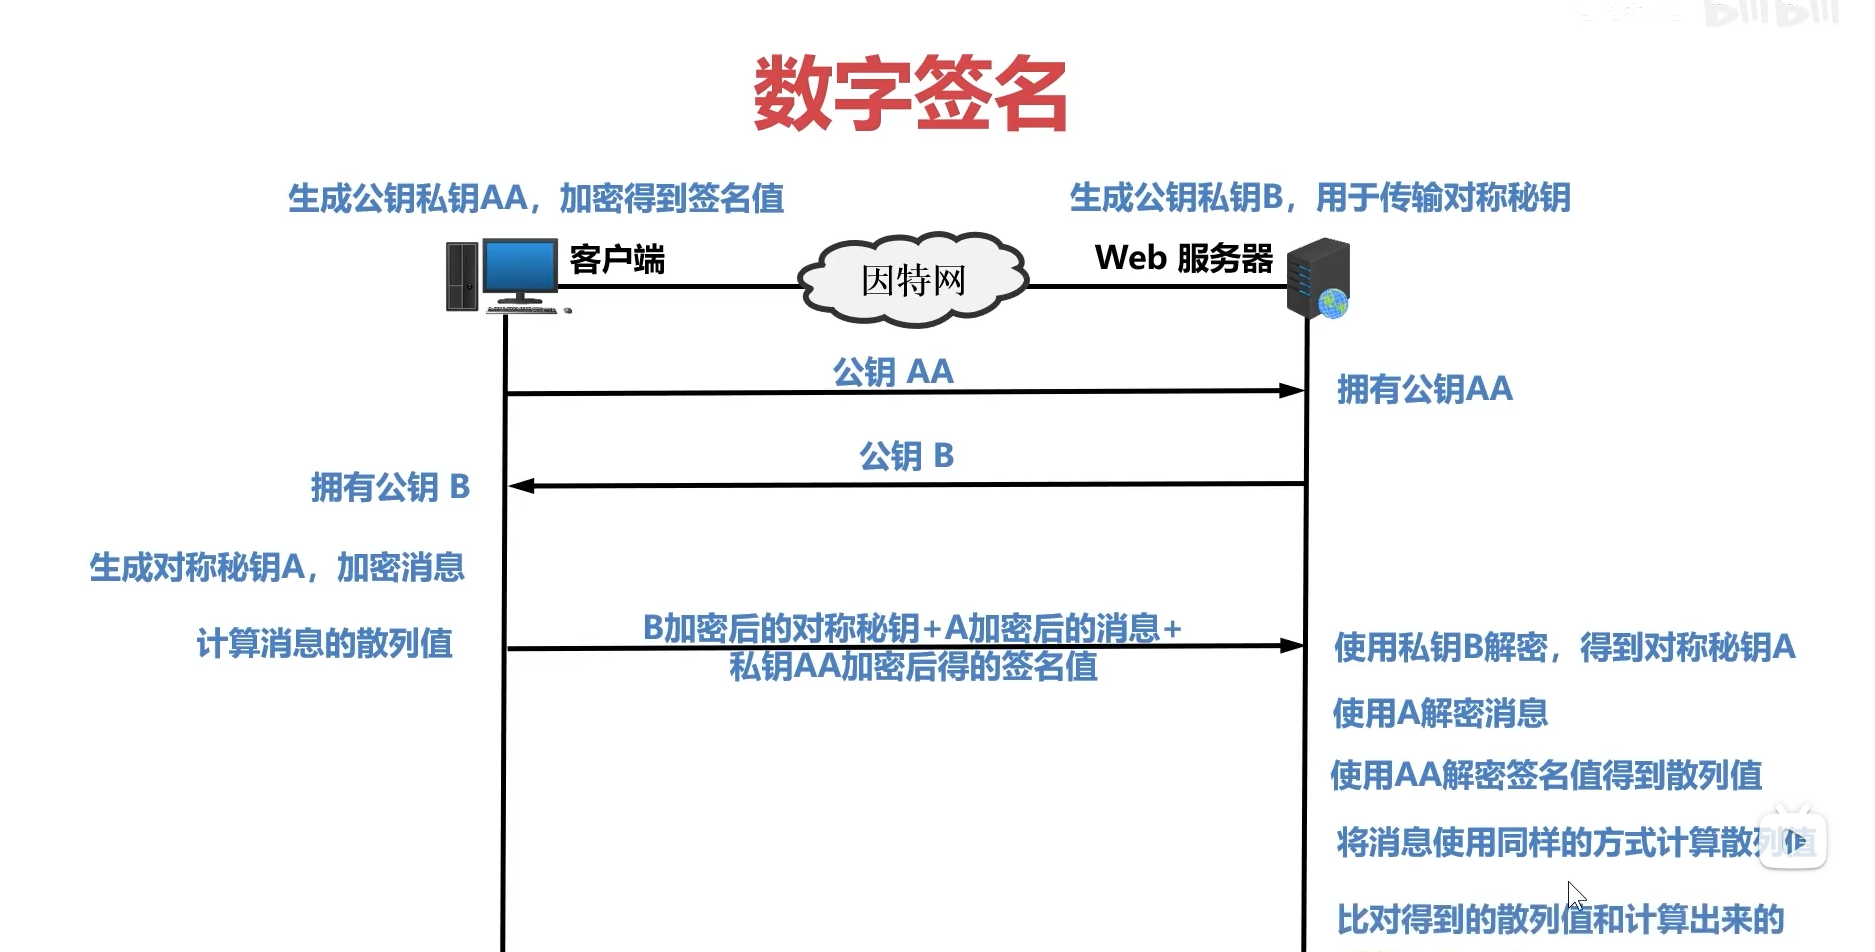 数字签名
生成公钥私钥AA，加密得到签名值
生成公钥私钥B，用于传输对称秘钥
客户端
因特网
Web 服务器
公钥 AA
拥有公钥AA
公钥 B
拥有公钥 B
生成对称秘钥A，加密消息
计算消息的散列值
B加密后的对称秘钥+A加密后的消息+
私钥AA加密后得的签名值
使用私钥B解密，得到对称秘钥A
使用A解密消息
使用AA解密签名值得到散列值
将消息使用同样的方式计算散列值
比对得到的散列值和计算出来的